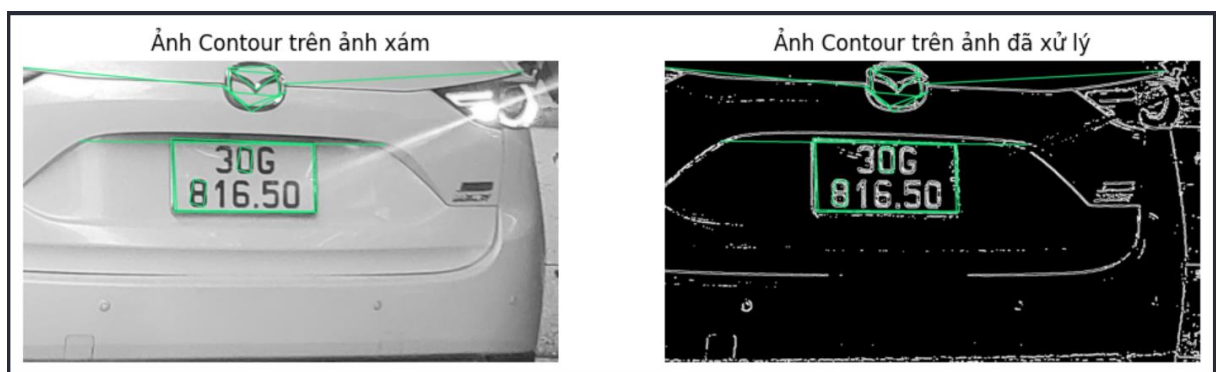 Ảnh Contour trên ảnh xám
30G
816.50
Ảnh Contour trên ảnh đã xử lý
30G
816.50